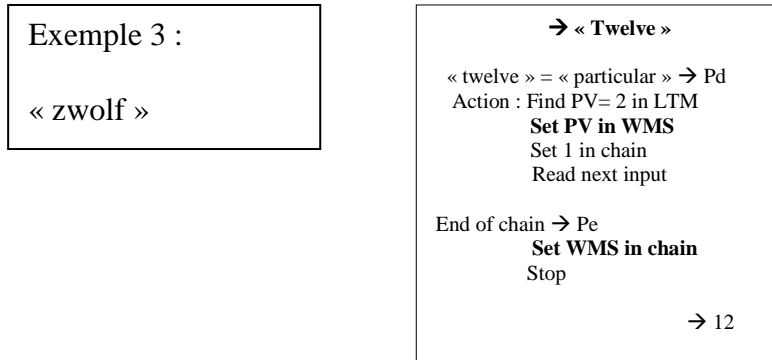 Exemple 3 :
« zwolf »
→ « Twelve »
« twelve » = « particular » → Pd
Action : Find PV= 2 in LTM
Set PV in WMS
Set 1 in chain
Read next input
End of chain → Pe
Set WMS in chain
Stop
→ 12